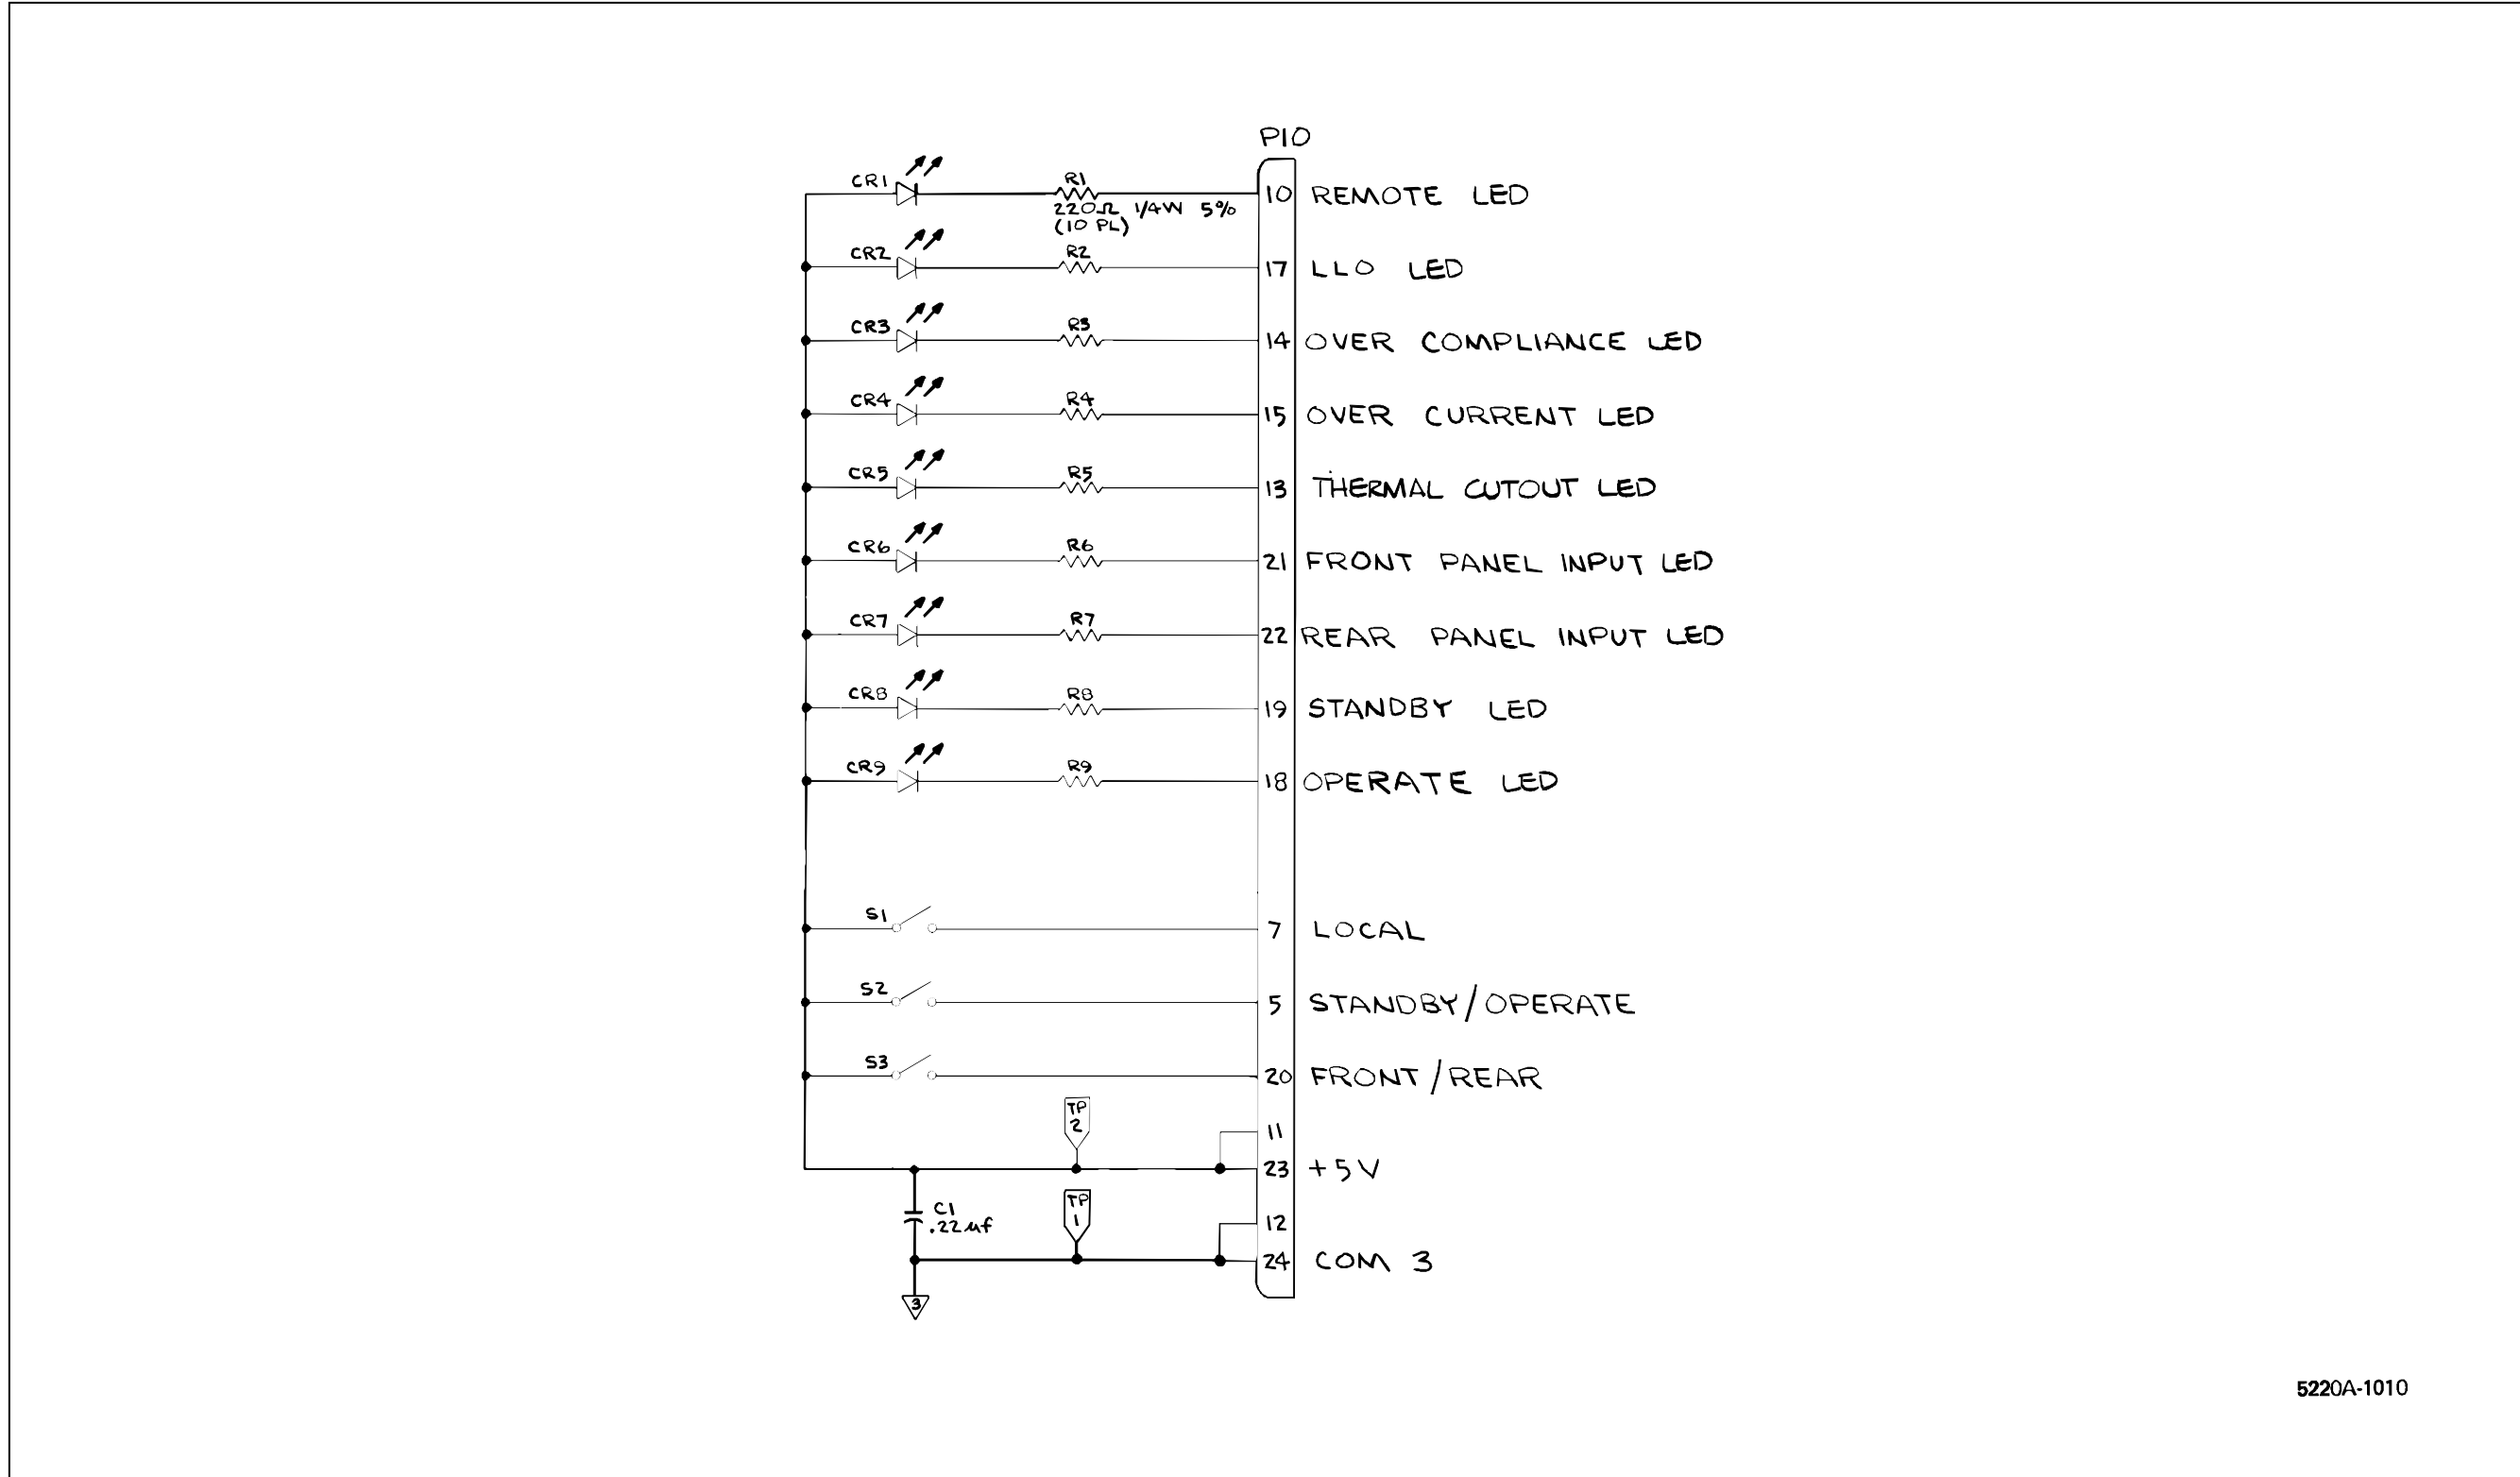 P10
CR1 R1 10 REMOTE LED
220Ω 1/4W 5%
(10 PL)
CR2 R2 17 LLO LED
CR3 R3 14 OVER COMPLIANCE LED
CR4 R4 15 OVER CURRENT LED
CR5 R5 13 THERMAL CUTOUT LED
CR6 R6 21 FRONT PANEL INPUT LED
CR7 R7 22 REAR PANEL INPUT LED
CR8 R8 19 STANDBY LED
CR9 R9 18 OPERATE LED
S1 7 LOCAL
S2 5 STANDBY/OPERATE
S3 20 FRONT/REAR
TP
2
11
23 +5V
TP
1
C1
.22µf
12
24 COM 3
3
5220A-1010